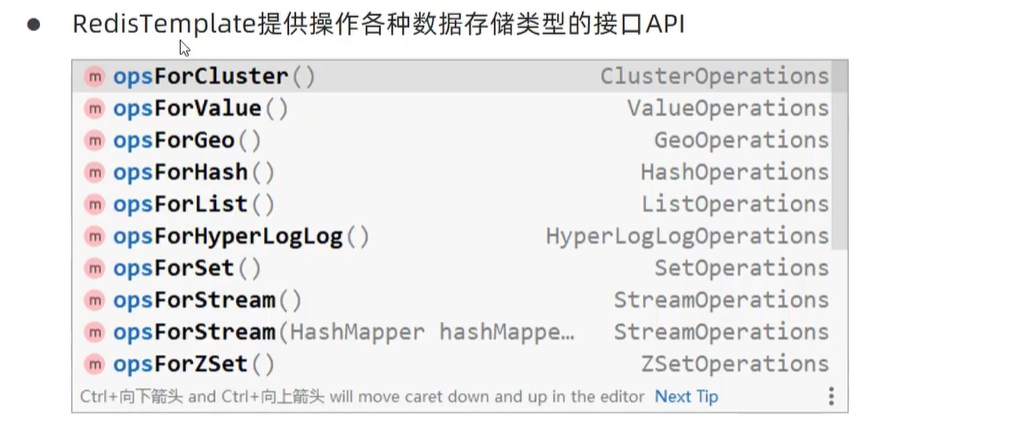 ● RedisTemplate提供操作各种数据存储类型的接口API
m opsForCluster() ClusterOperations
m opsForValue() ValueOperations
m opsForGeo() GeoOperations
m opsForHash() HashOperations
m opsForList() ListOperations
m opsForHyperLogLog() HyperLogLogOperations
m opsForSet() SetOperations
m opsForStream() StreamOperations
m opsForStream(HashMapper hashMappe… StreamOperations
m opsForZSet() ZSetOperations
Ctrl+向下箭头 and Ctrl+向上箭头 will move caret down and up in the editor Next Tip